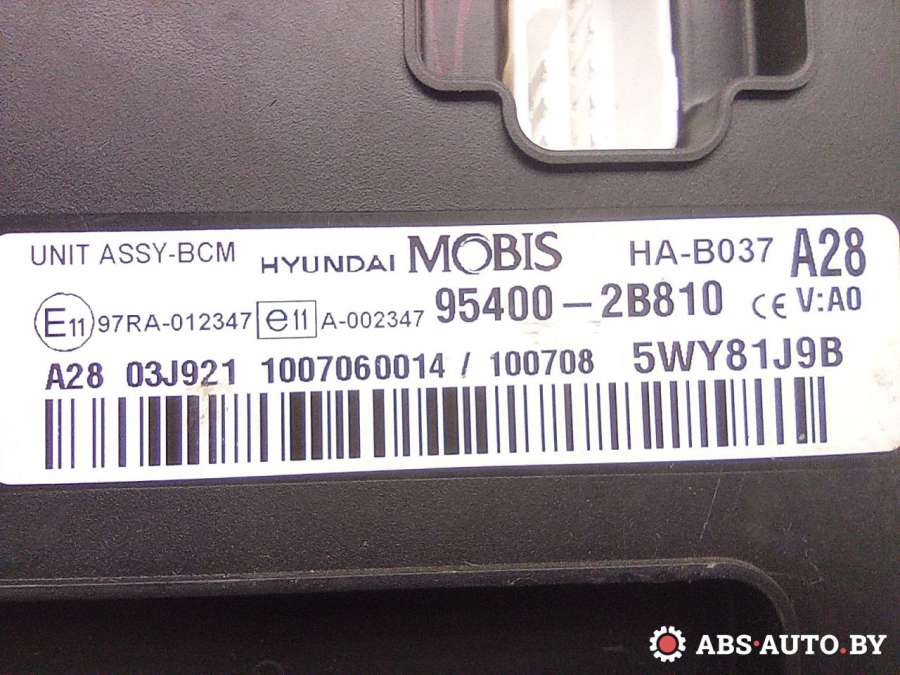 UNIT ASSY-BCM HYUNDAI MOBIS HA-B037 A28
E11 97RA-012347 e11 A-002347 95400-2B810 CE V:A0
A28 03J921 1007060014 / 100708 5WY81J9B
ABS-AUTO.BY